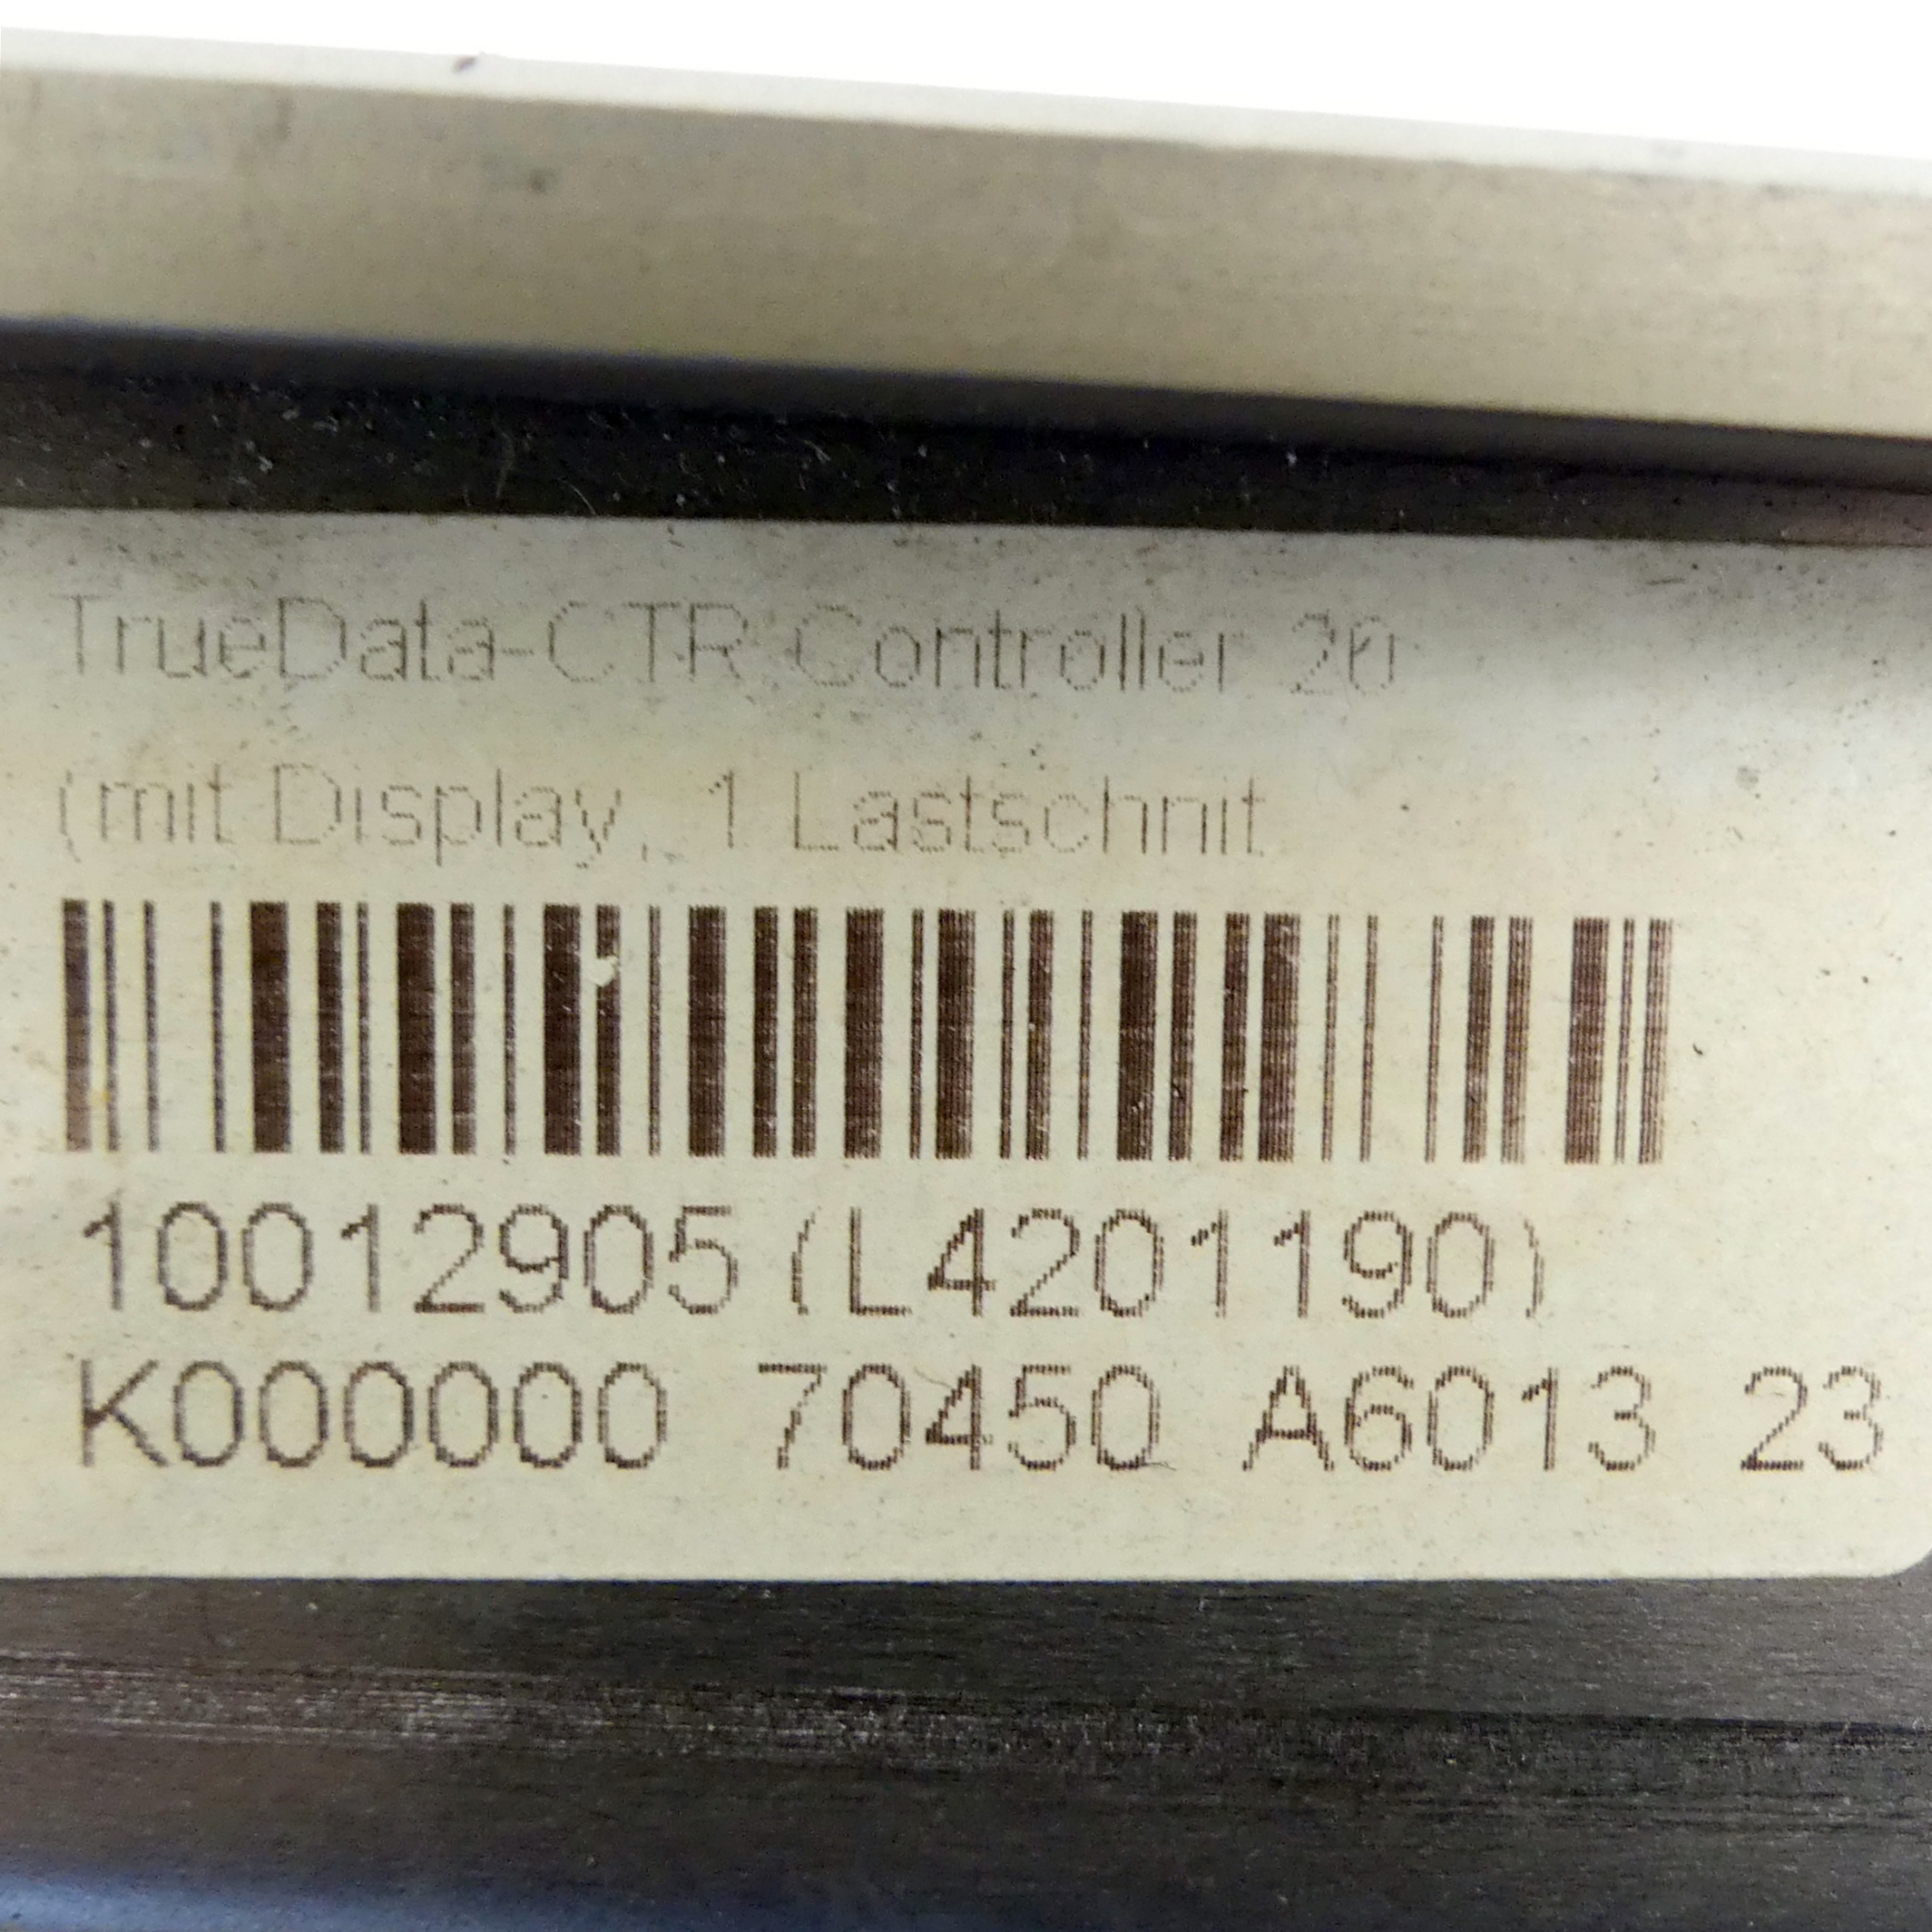 TrueData-CTR Controller 20
(mit Display, 1 Lastschnit
10012905 (L4201190)
K000000 70450 A6013 23